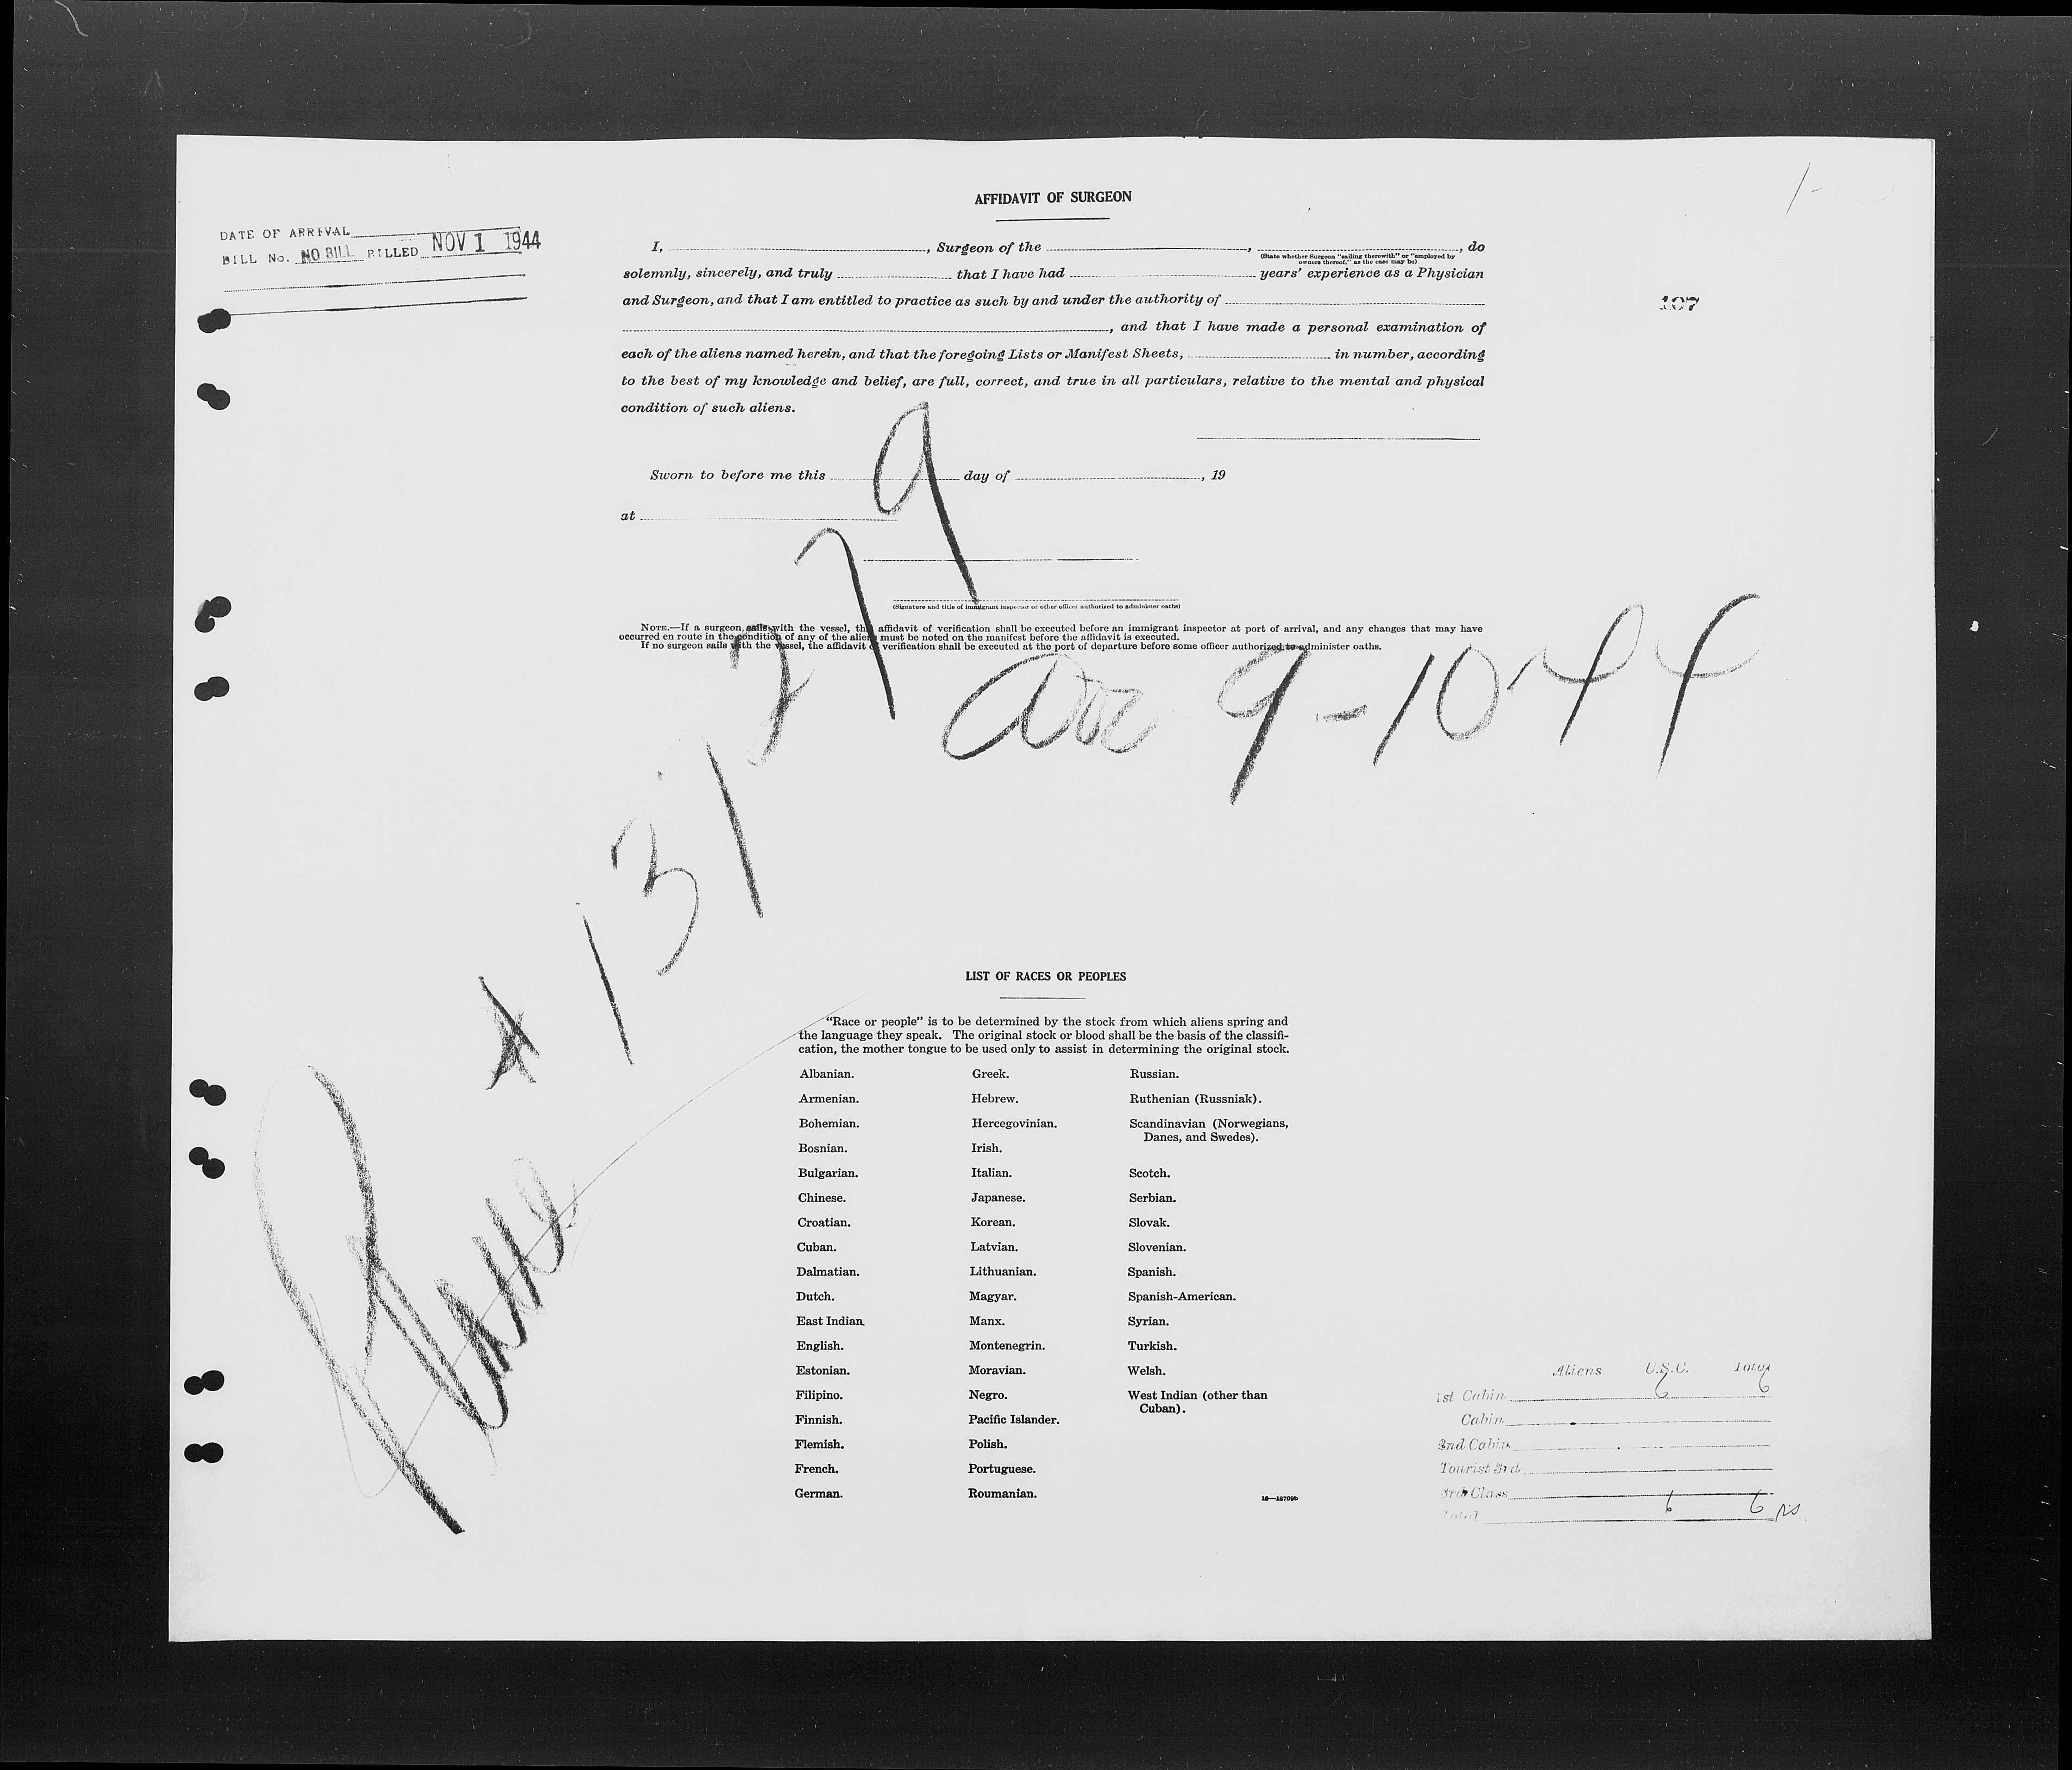 AFFIDAVIT OF SURGEON
DATE OF ARRIVAL
BILL No. NO BILL BILLED NOV 1 1944
I, , Surgeon of the , , do
(State whether Surgeon "sailing therewith" or "employed by
owners thereof," as the case may be)
solemnly, sincerely, and truly that I have had years' experience as a Physician
and Surgeon, and that I am entitled to practice as such by and under the authority of
107
, and that I have made a personal examination of
each of the aliens named herein, and that the foregoing Lists or Manifest Sheets, in number, according
to the best of my knowledge and belief, are full, correct, and true in all particulars, relative to the mental and physical
condition of such aliens.
Sworn to before me this day of , 19
at
(Signature and title of immigrant inspector or other officer authorized to administer oaths)
NOTE.—If a surgeon sails with the vessel, the affidavit of verification shall be executed before an immigrant inspector at port of arrival, and any changes that may have
occurred en route in the condition of any of the aliens must be noted on the manifest before the affidavit is executed.
If no surgeon sails with the vessel, the affidavit of verification shall be executed at the port of departure before some officer authorized to administer oaths.
Plane # 131279
arr 9-10-44
LIST OF RACES OR PEOPLES
"Race or people" is to be determined by the stock from which aliens spring and
the language they speak. The original stock or blood shall be the basis of the classifi-
cation, the mother tongue to be used only to assist in determining the original stock.
Albanian.
Armenian.
Bohemian.
Bosnian.
Bulgarian.
Chinese.
Croatian.
Cuban.
Dalmatian.
Dutch.
East Indian.
English.
Estonian.
Filipino.
Finnish.
Flemish.
French.
German.
Greek.
Hebrew.
Hercegovinian.
Irish.
Italian.
Japanese.
Korean.
Latvian.
Lithuanian.
Magyar.
Manx.
Montenegrin.
Moravian.
Negro.
Pacific Islander.
Polish.
Portuguese.
Roumanian.
Russian.
Ruthenian (Russniak).
Scandinavian (Norwegians,
Danes, and Swedes).
Scotch.
Serbian.
Slovak.
Slovenian.
Spanish.
Spanish-American.
Syrian.
Turkish.
Welsh.
West Indian (other than
Cuban).
16—18709b
Aliens U.S.C. Total
1st Cabin 6 6
Cabin
2nd Cabin
Tourist 3rd
3rd Class
Total 6 6